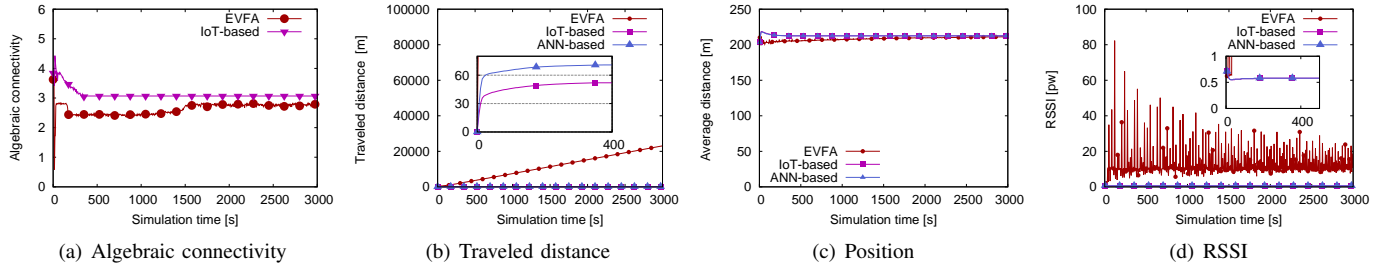 Algebraic connectivity
6
5
4
3
2
1
0
EVFA
IoT-based
0 500 1000 1500 2000 2500 3000
Simulation time [s]
(a) Algebraic connectivity
Traveled distance [m]
100000
80000
60000
40000
20000
0
EVFA
IoT-based
ANN-based
60
30
0
0 400
0 500 1000 1500 2000 2500 3000
Simulation time [s]
(b) Traveled distance
Average distance [m]
250
200
150
100
50
0
EVFA
IoT-based
ANN-based
0 500 1000 1500 2000 2500 3000
Simulation time [s]
(c) Position
RSSI [pw]
100
80
60
40
20
0
EVFA
IoT-based
ANN-based
1
0.5
0
0 400
0 500 1000 1500 2000 2500 3000
Simulation time [s]
(d) RSSI